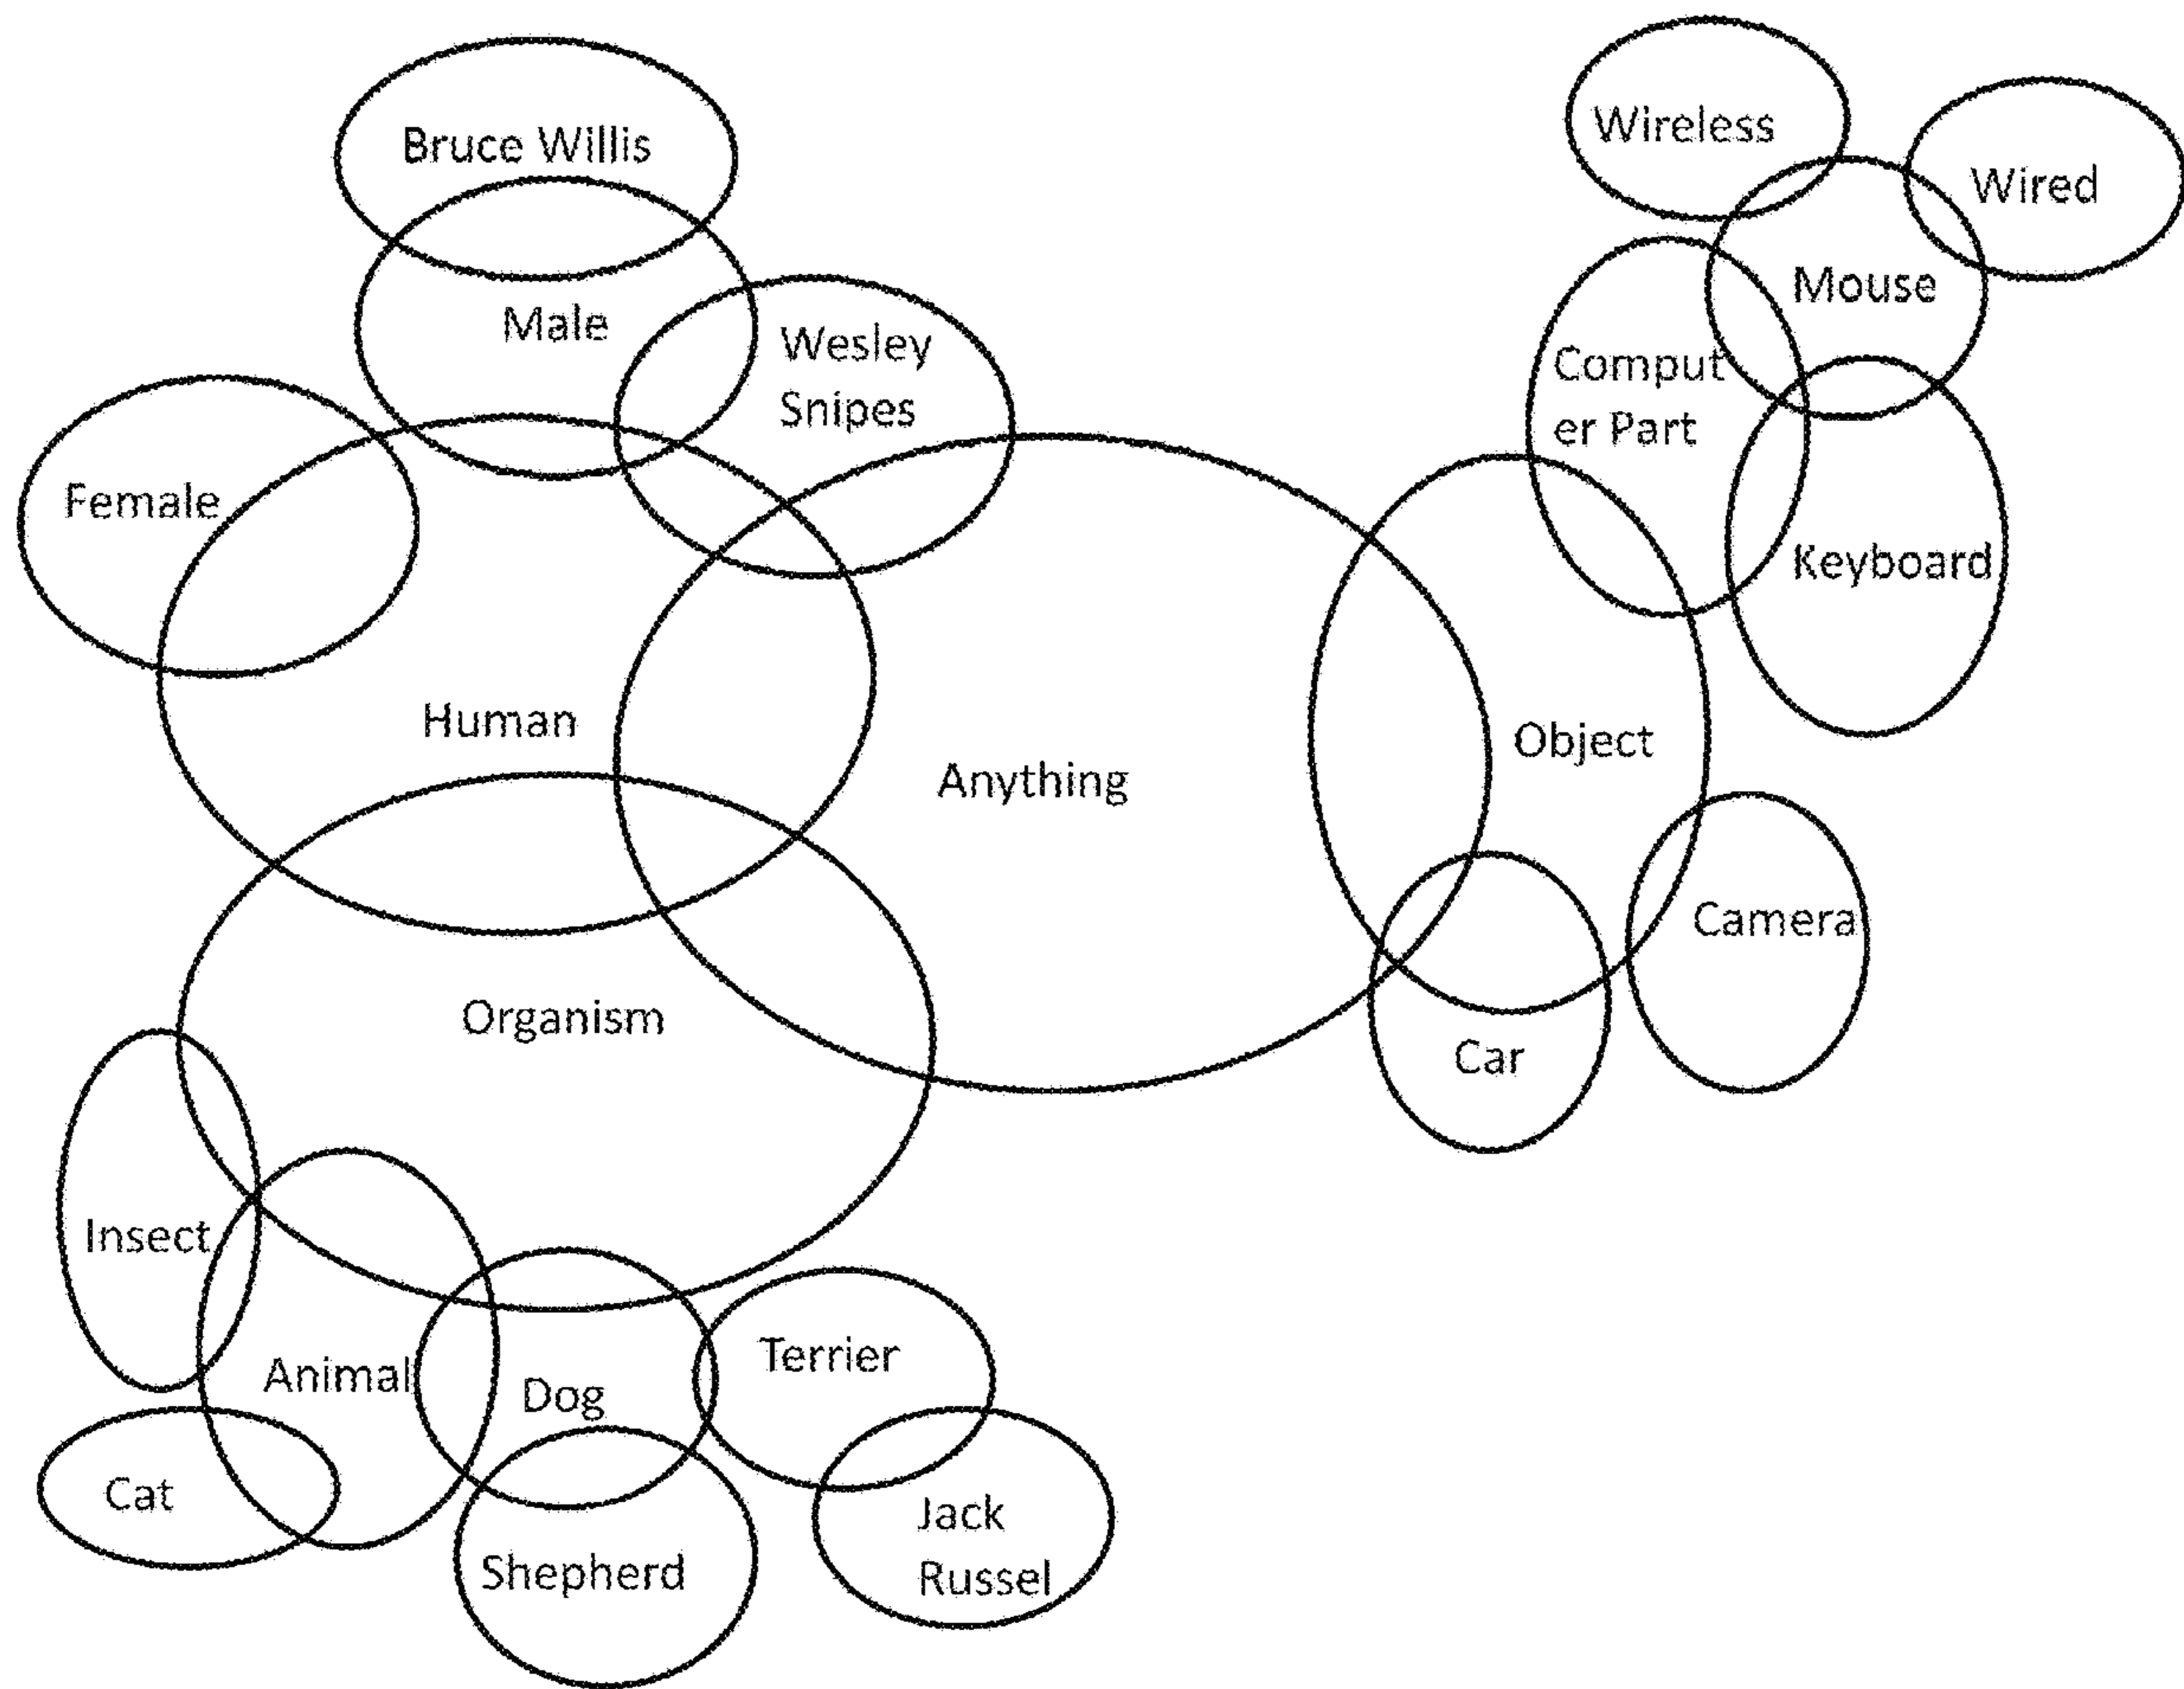 Bruce Willis
Male
Wesley
Snipes
Female
Human
Anything
Organism
Insect
Animal
Cat
Dog
Shepherd
Terrier
Jack
Russel
Wireless
Wired
Mouse
Comput
er Part
Keyboard
Object
Camera
Car